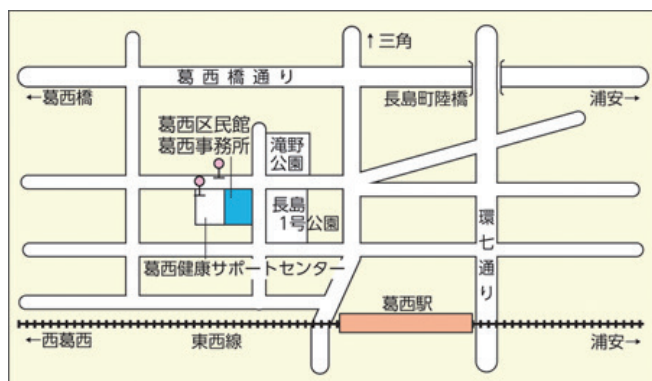 ↑三角
葛西橋通り
←葛西橋
長島町陸橋
浦安→
葛西区民館
葛西事務所
滝野
公園
長島
1号公園
環七通り
葛西健康サポートセンター
葛西駅
←西葛西
東西線
浦安→